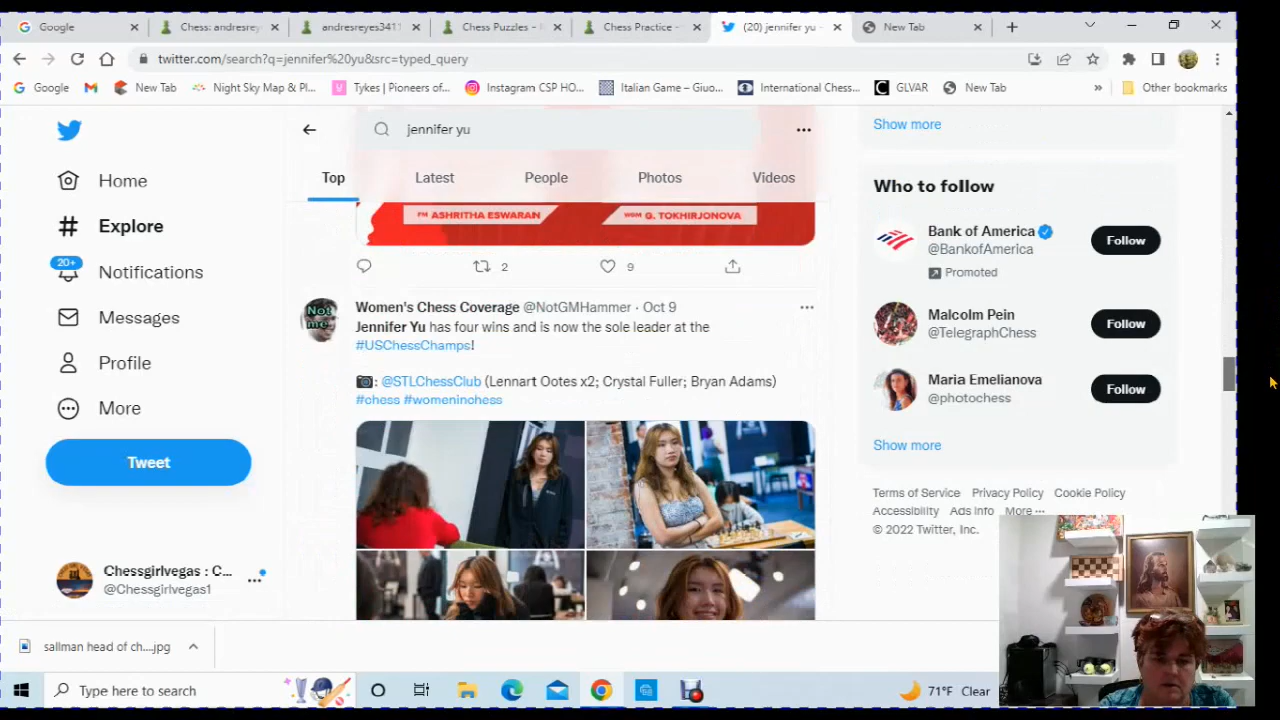 Google
Chess: andresrey
andresreyes3411
Chess Puzzles -
Chess Practice -
(20) jennifer yu -
New Tab
twitter.com/search?q=jennifer%20yu&src=typed_query
Google
New Tab
Night Sky Map & Pl...
Tykes | Pioneers of...
Instagram CSP HO...
Italian Game – Giuo...
International Chess...
GLVAR
New Tab
»
Other bookmarks
Home
Explore
20+
Notifications
Messages
Profile
More
Tweet
Chessgirlvegas : C...
@Chessgirlvegas1
jennifer yu
Top
Latest
People
Photos
Videos
FM ASHRITHA ESWARAN
WGM G. TOKHIRJONOVA
2
9
Not
me
Women's Chess Coverage @NotGMHammer · Oct 9
Jennifer Yu has four wins and is now the sole leader at the
#USChessChamps!
📷: @STLChessClub (Lennart Ootes x2; Crystal Fuller; Bryan Adams)
#chess #womeninchess
Show more
Who to follow
Bank of America
@BankofAmerica
Promoted
Follow
Malcolm Pein
@TelegraphChess
Follow
Maria Emelianova
@photochess
Follow
Show more
Terms of Service Privacy Policy Cookie Policy
Accessibility Ads info More ···
© 2022 Twitter, Inc.
sallman head of ch....jpg
Type here to search
71°F Clear